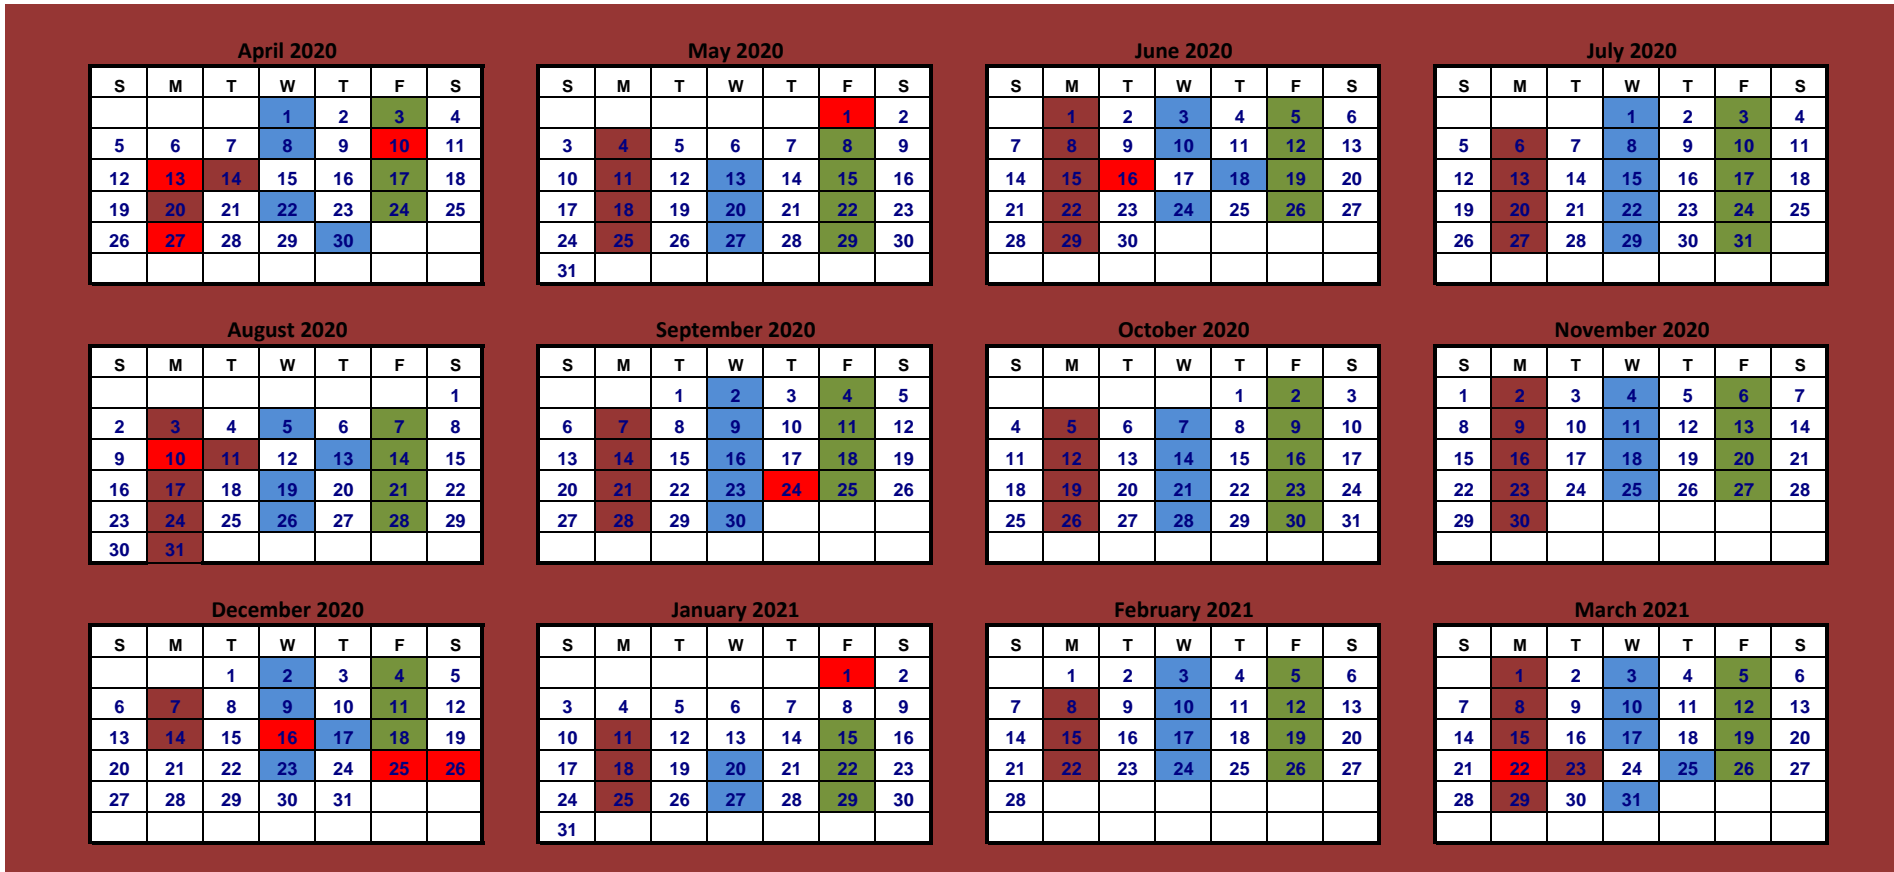 April 2020 May 2020 June 2020 July 2020
S M T W T F S S M T W T F S S M T W T F S S M T W T F S
1 2 3 4 1 2 1 2 3 4 5 6 1 2 3 4
5 6 7 8 9 10 11 3 4 5 6 7 8 9 7 8 9 10 11 12 13 5 6 7 8 9 10 11
12 13 14 15 16 17 18 10 11 12 13 14 15 16 14 15 16 17 18 19 20 12 13 14 15 16 17 18
19 20 21 22 23 24 25 17 18 19 20 21 22 23 21 22 23 24 25 26 27 19 20 21 22 23 24 25
26 27 28 29 30 24 25 26 27 28 29 30 28 29 30 26 27 28 29 30 31
31
August 2020 September 2020 October 2020 November 2020
S M T W T F S S M T W T F S S M T W T F S S M T W T F S
1 1 2 3 4 5 1 2 3 1 2 3 4 5 6 7
2 3 4 5 6 7 8 6 7 8 9 10 11 12 4 5 6 7 8 9 10 8 9 10 11 12 13 14
9 10 11 12 13 14 15 13 14 15 16 17 18 19 11 12 13 14 15 16 17 15 16 17 18 19 20 21
16 17 18 19 20 21 22 20 21 22 23 24 25 26 18 19 20 21 22 23 24 22 23 24 25 26 27 28
23 24 25 26 27 28 29 27 28 29 30 25 26 27 28 29 30 31 29 30
30 31
December 2020 January 2021 February 2021 March 2021
S M T W T F S S M T W T F S S M T W T F S S M T W T F S
1 2 3 4 5 1 2 1 2 3 4 5 6 1 2 3 4 5 6
6 7 8 9 10 11 12 3 4 5 6 7 8 9 7 8 9 10 11 12 13 7 8 9 10 11 12 13
13 14 15 16 17 18 19 10 11 12 13 14 15 16 14 15 16 17 18 19 20 14 15 16 17 18 19 20
20 21 22 23 24 25 26 17 18 19 20 21 22 23 21 22 23 24 25 26 27 21 22 23 24 25 26 27
27 28 29 30 31 24 25 26 27 28 29 30 28 28 29 30 31
31